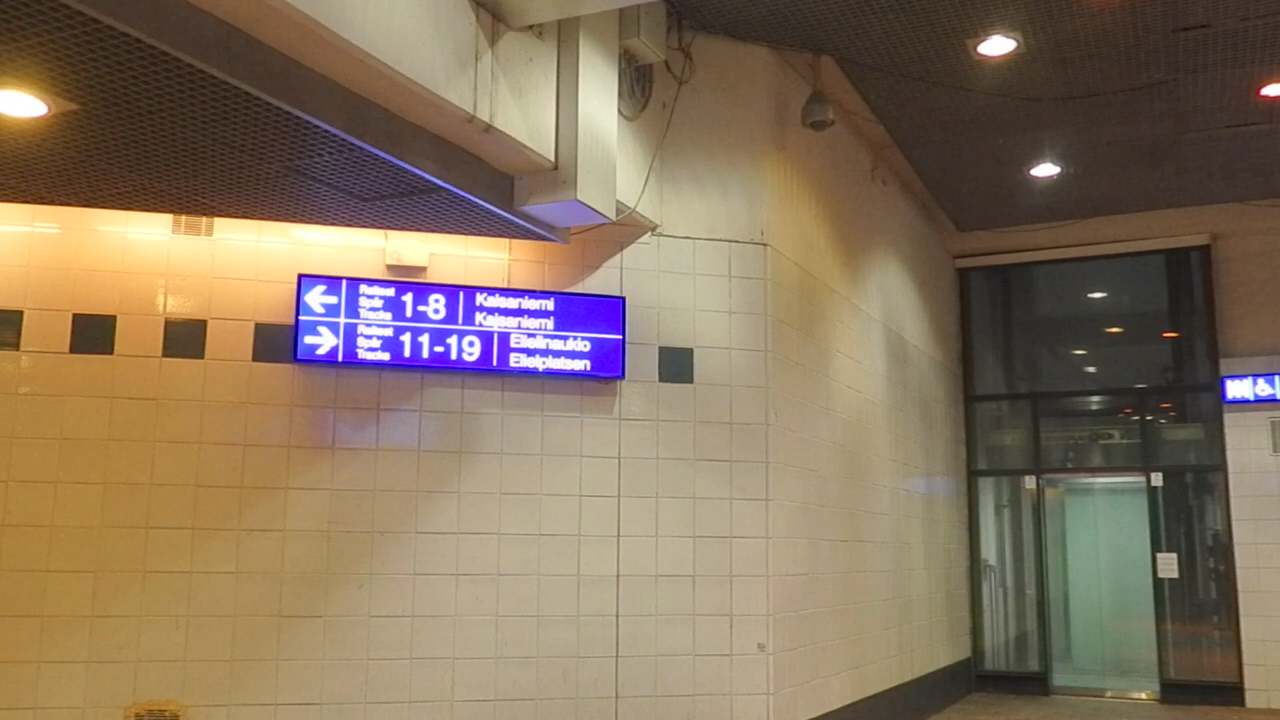 Raiteet
Spår
Tracks
1-8
Kaisaniemi
Kajsaniemi
Raiteet
Spår
Tracks
11-19
Elielinaukio
Elielplatsen